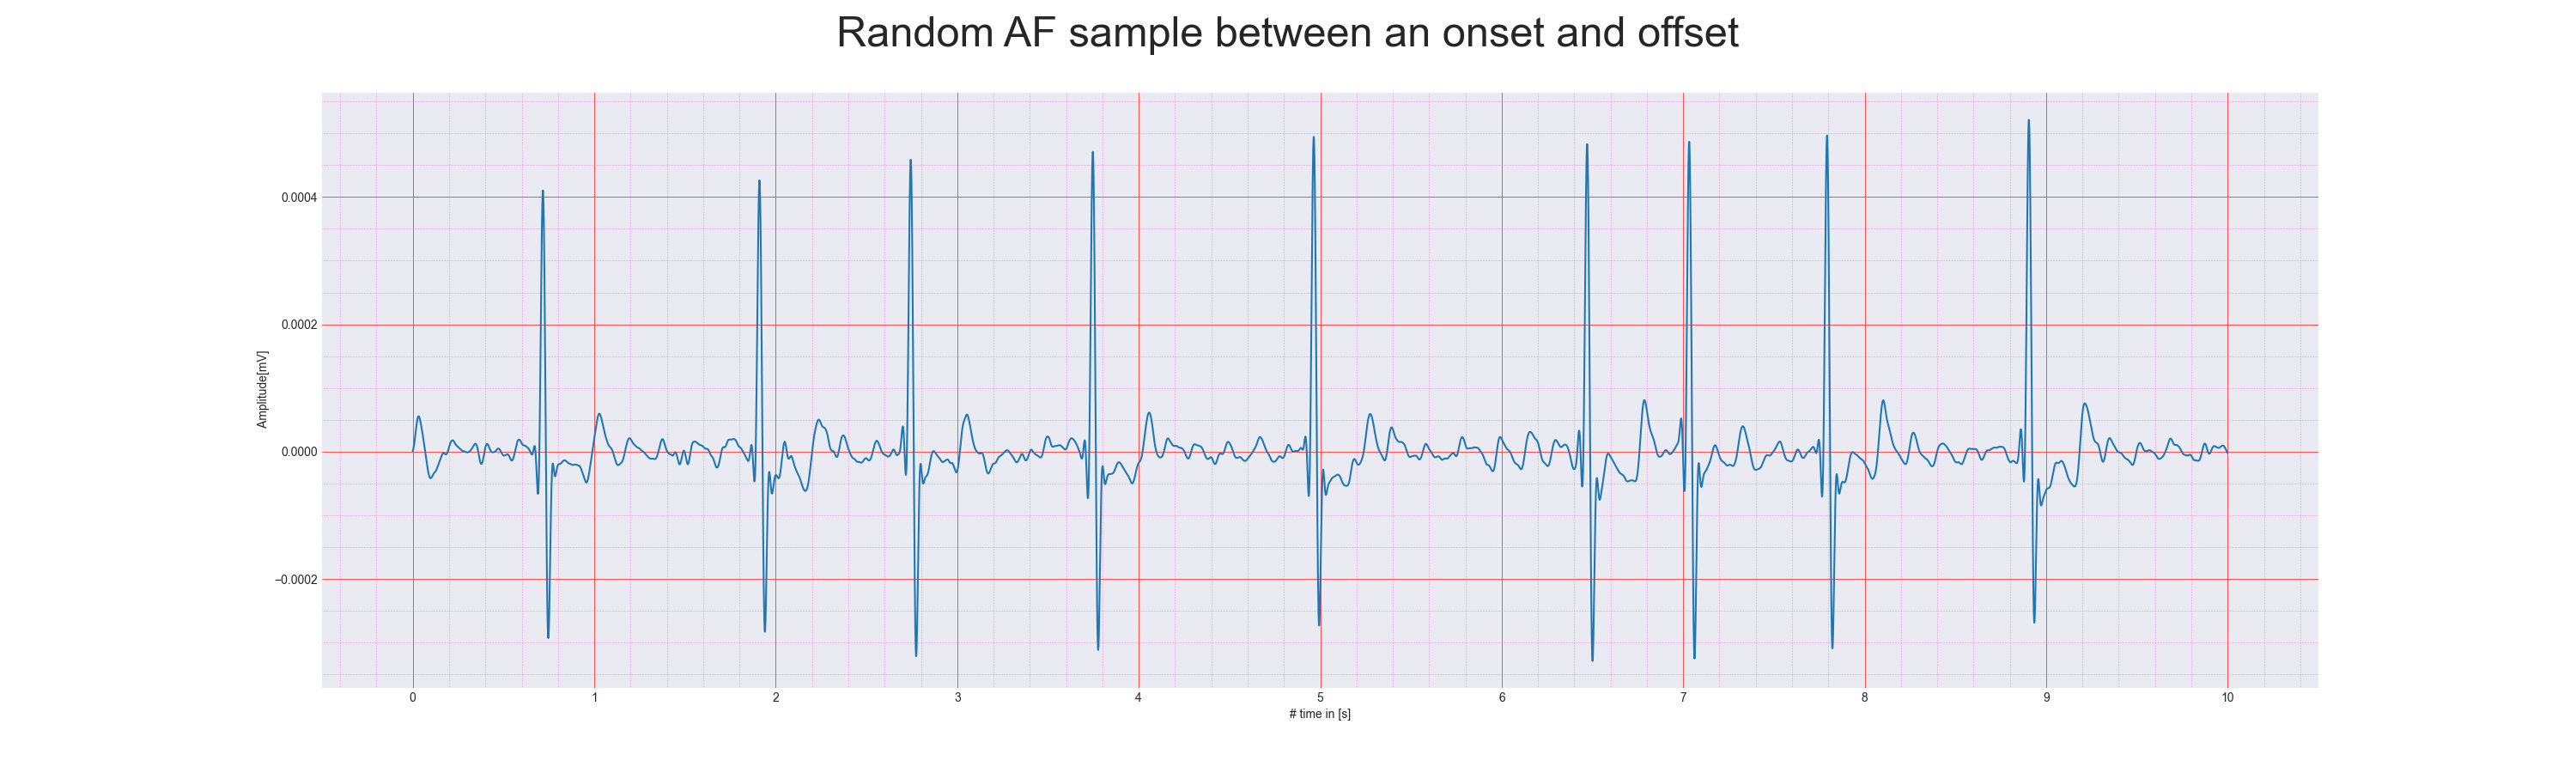 Random AF sample between an onset and offset
Amplitude[mV]
0.0004
0.0002
0.0000
−0.0002
0 1 2 3 4 5 6 7 8 9 10
# time in [s]